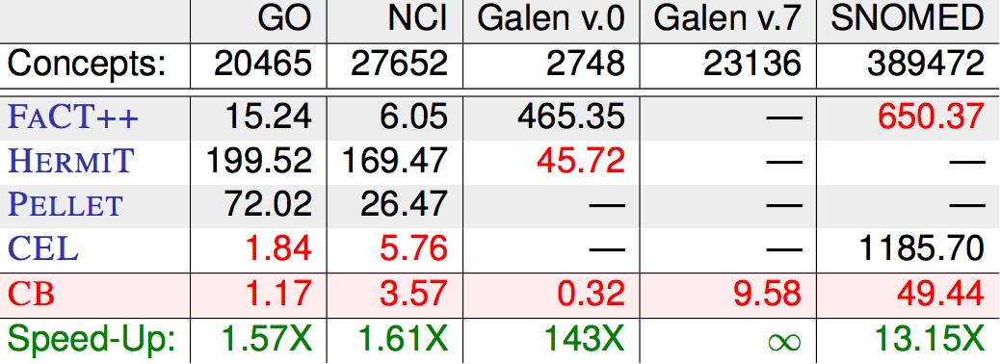 GO NCI Galen v.0 Galen v.7 SNOMED
Concepts: 20465 27652 2748 23136 389472
FACT++ 15.24 6.05 465.35 — 650.37
HERMIT 199.52 169.47 45.72 — —
PELLET 72.02 26.47 — — —
CEL 1.84 5.76 — — 1185.70
CB 1.17 3.57 0.32 9.58 49.44
Speed-Up: 1.57X 1.61X 143X ∞ 13.15X